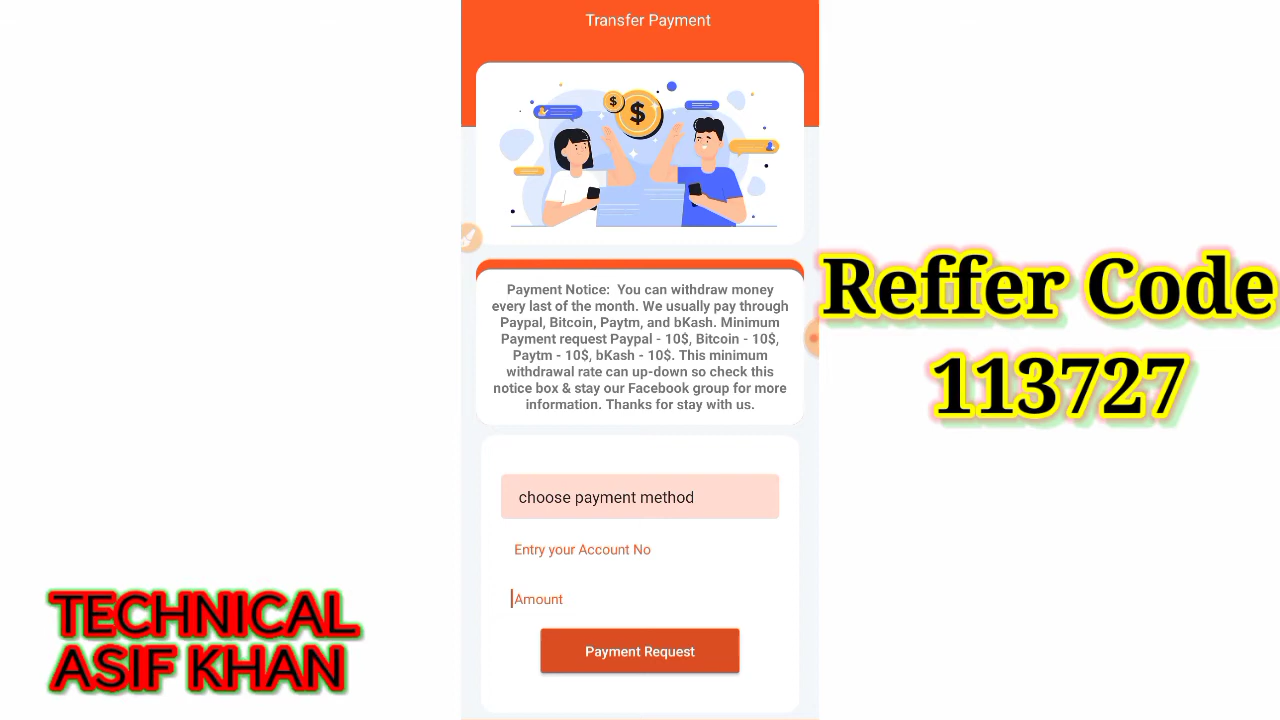 Transfer Payment
Payment Notice: You can withdraw money
every last of the month. We usually pay through
Paypal, Bitcoin, Paytm, and bKash. Minimum
Payment request Paypal - 10$, Bitcoin - 10$,
Paytm - 10$, bKash - 10$. This minimum
withdrawal rate can up-down so check this
notice box & stay our Facebook group for more
information. Thanks for stay with us.
choose payment method
Entry your Account No
Amount
Payment Request
Reffer Code
113727
TECHNICAL
ASIF KHAN